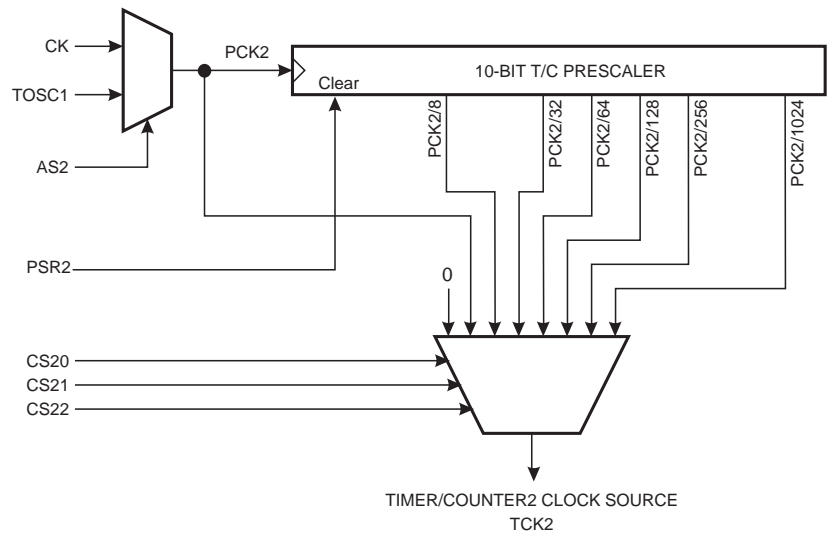 CK
PCK2
10-BIT T/C PRESCALER
TOSC1
Clear
PCK2/8
PCK2/32
PCK2/64
PCK2/128
PCK2/256
PCK2/1024
AS2
PSR2
0
CS20
CS21
CS22
TIMER/COUNTER2 CLOCK SOURCE
TCK2